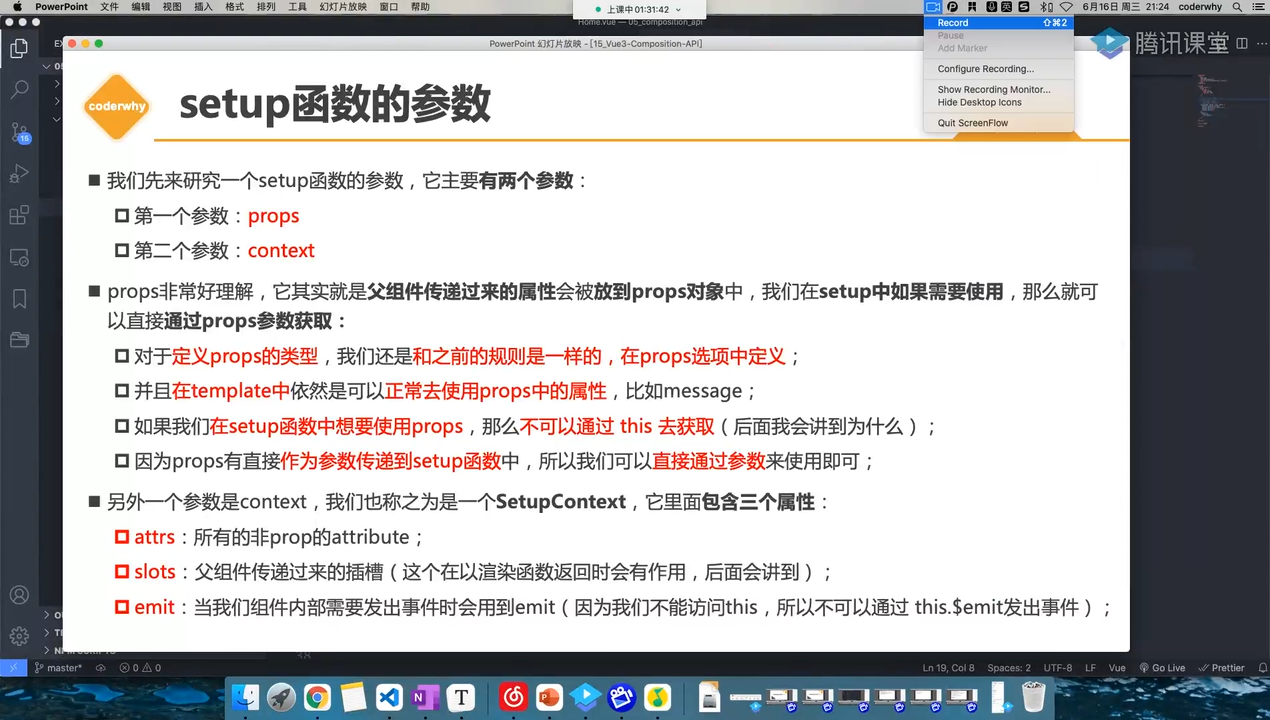 PowerPoint 文件 编辑 视图 插入 格式 排列 工具 幻灯片放映 窗口 帮助
上课中 01:31:42
6月16日 周三 21:24 coderwhy
Home.vue — 05_composition_api
Record ⇧⌘2
Pause
Add Marker
Configure Recording...
Show Recording Monitor...
Hide Desktop Icons
Quit ScreenFlow
腾讯课堂
PowerPoint 幻灯片放映 - [15_Vue3-Composition-API]
coderwhy
setup函数的参数
我们先来研究一个setup函数的参数，它主要有两个参数：
第一个参数：props
第二个参数：context
props非常好理解，它其实就是父组件传递过来的属性会被放到props对象中，我们在setup中如果需要使用，那么就可
以直接通过props参数获取：
对于定义props的类型，我们还是和之前的规则是一样的，在props选项中定义；
并且在template中依然是可以正常去使用props中的属性，比如message；
如果我们在setup函数中想要使用props，那么不可以通过 this 去获取（后面我会讲到为什么）；
因为props有直接作为参数传递到setup函数中，所以我们可以直接通过参数来使用即可；
另外一个参数是context，我们也称之为是一个SetupContext，它里面包含三个属性：
attrs：所有的非prop的attribute；
slots：父组件传递过来的插槽（这个在以渲染函数返回时会有作用，后面会讲到）；
emit：当我们组件内部需要发出事件时会用到emit（因为我们不能访问this，所以不可以通过 this.$emit发出事件）；
15
master* 0 0
Ln 19, Col 8 Spaces: 2 UTF-8 LF Vue Go Live Prettier